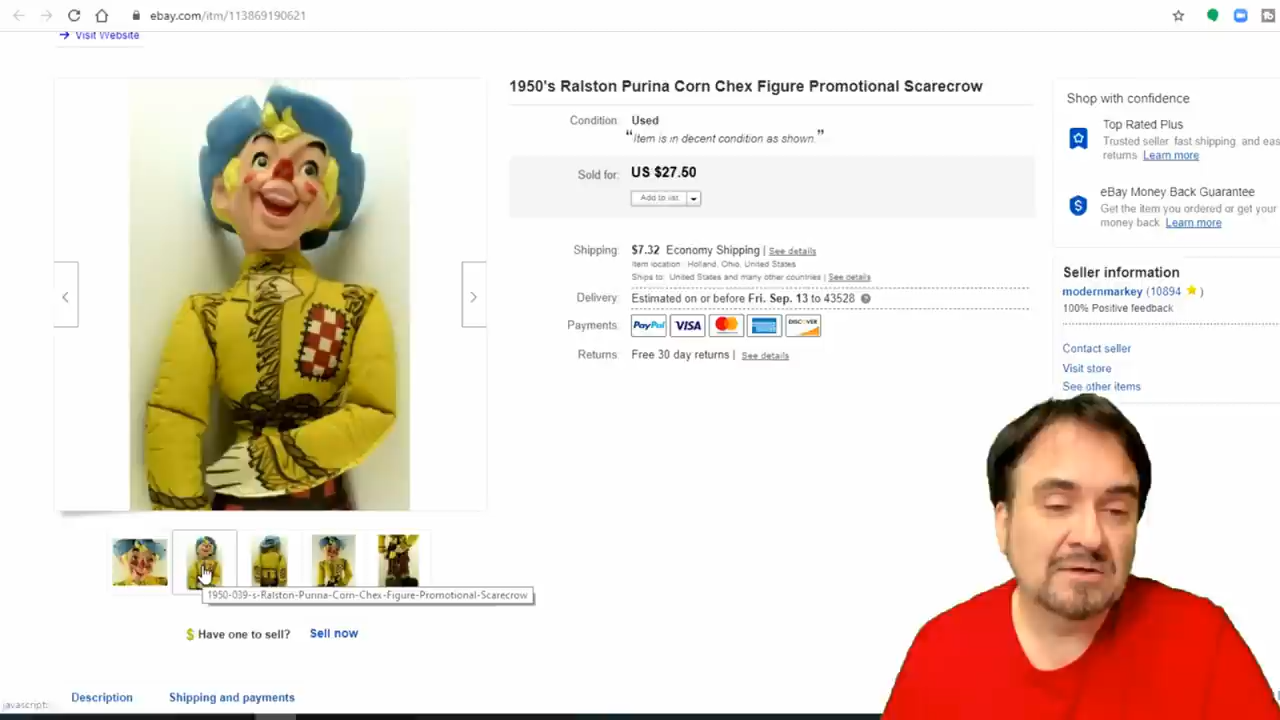 ebay.com/itm/113869190621
Visit Website
1950's Ralston Purina Corn Chex Figure Promotional Scarecrow
Condition: Used
"Item is in decent condition as shown."
Sold for: US $27.50
Add to list
Shipping: $7.32 Economy Shipping | See details
Item location: Holland, Ohio, United States
Ships to: United States and many other countries | See details
Delivery: Estimated on or before Fri. Sep. 13 to 43528
Payments: PayPal VISA DISCOVER
Returns: Free 30 day returns | See details
Shop with confidence
Top Rated Plus
Trusted seller, fast shipping, and eas
returns Learn more
eBay Money Back Guarantee
Get the item you ordered or get your
money back. Learn more
Seller information
modernmarkey (10894 )
100% Positive feedback
Contact seller
Visit store
See other items
1950-039-s-Ralston-Purina-Corn-Chex-Figure-Promotional-Scarecrow
$ Have one to sell? Sell now
Description Shipping and payments
javascript: